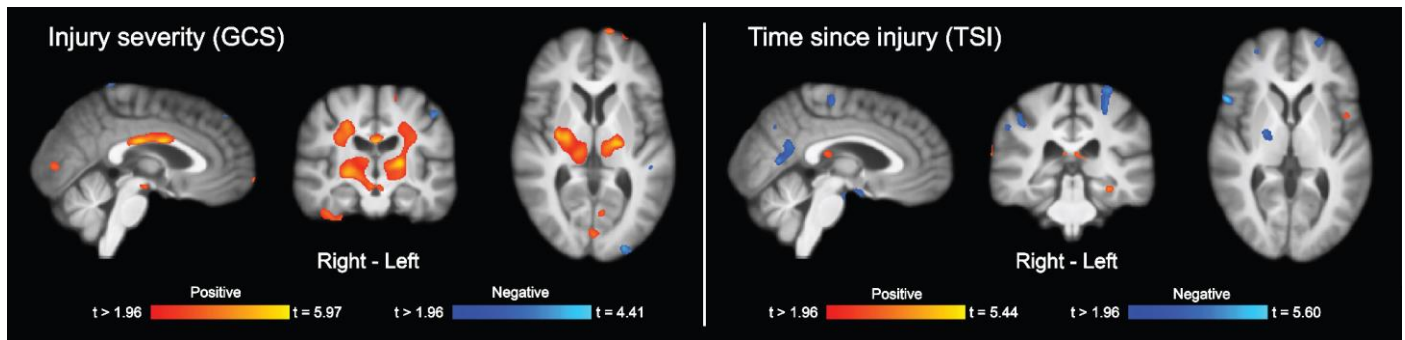 Injury severity (GCS)
Right - Left
Positive
t > 1.96
t = 5.97
Negative
t > 1.96
t = 4.41
Time since injury (TSI)
Right - Left
Positive
t > 1.96
t = 5.44
Negative
t > 1.96
t = 5.60